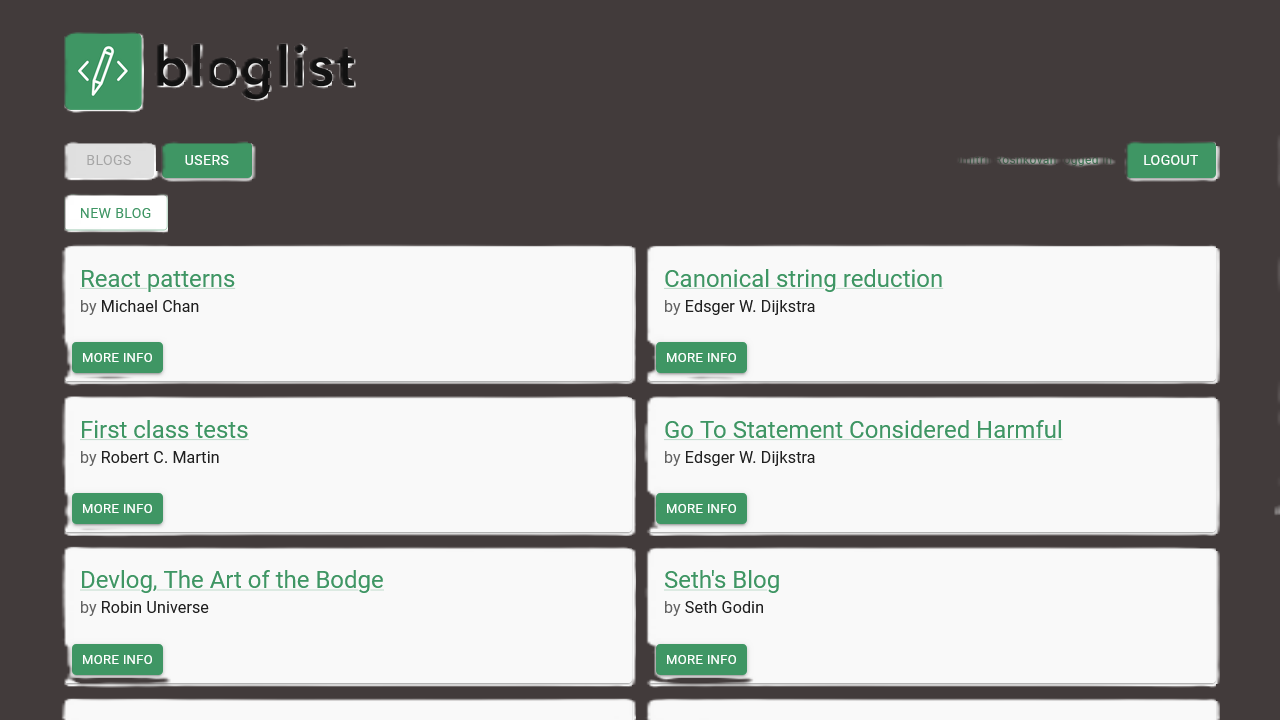 bloglist
BLOGS
USERS
LOGOUT
NEW BLOG
React patterns
by Michael Chan
MORE INFO
Canonical string reduction
by Edsger W. Dijkstra
MORE INFO
First class tests
by Robert C. Martin
MORE INFO
Go To Statement Considered Harmful
by Edsger W. Dijkstra
MORE INFO
Devlog, The Art of the Bodge
by Robin Universe
MORE INFO
Seth's Blog
by Seth Godin
MORE INFO